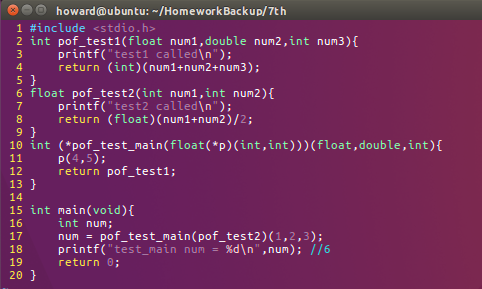 howard@ubuntu: ~/HomeworkBackup/7th
1 #include <stdio.h>
2 int pof_test1(float num1,double num2,int num3){
3     printf("test1 called\n");
4     return (int)(num1+num2+num3);
5 }
6 float pof_test2(int num1,int num2){
7     printf("test2 called\n");
8     return (float)(num1+num2)/2;
9 }
10 int (*pof_test_main(float(*p)(int,int)))(float,double,int){
11     p(4,5);
12     return pof_test1;
13 }
14
15 int main(void){
16     int num;
17     num = pof_test_main(pof_test2)(1,2,3);
18     printf("test_main num = %d\n",num); //6
19     return 0;
20 }